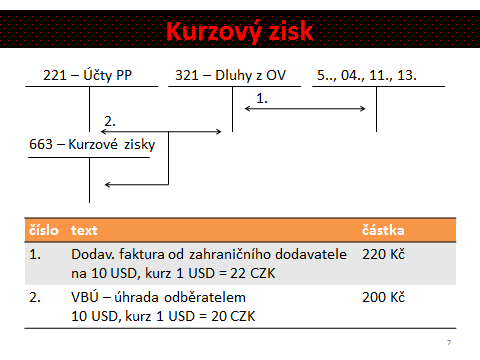 Kurzový zisk
221 – Účty PP 321 – Dluhy z OV 5.., 04., 11., 13.
1.
2.
663 – Kurzové zisky
číslo text částka
1. Dodav. faktura od zahraničního dodavatele 220 Kč
na 10 USD, kurz 1 USD = 22 CZK
2. VBÚ – úhrada odběratelem 200 Kč
10 USD, kurz 1 USD = 20 CZK
7